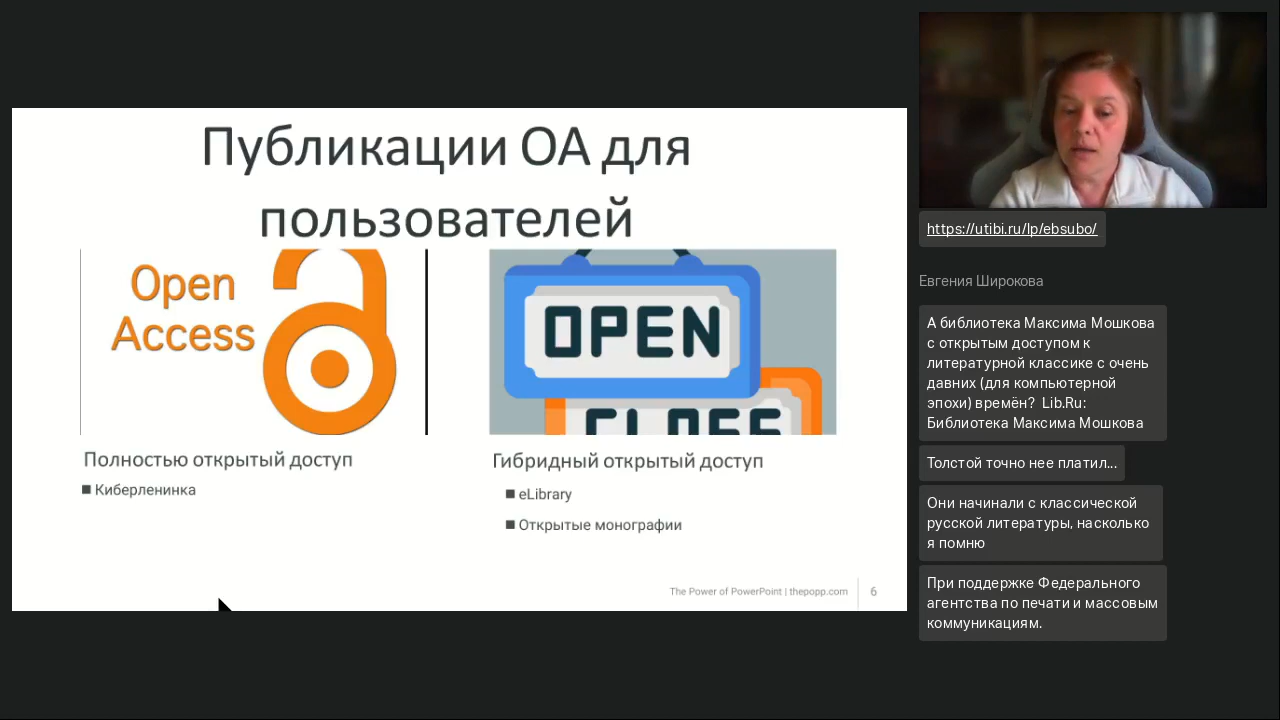 Публикации ОА для
пользователей
Open
Access
OPEN
Полностью открытый доступ
Киберленинка
Гибридный открытый доступ
eLibrary
Открытые монографии
The Power of PowerPoint | thepopp.com
6
https://utibi.ru/lp/ebsubo/
Евгения Широкова
А библиотека Максима Мошкова
с открытым доступом к
литературной классике с очень
давних (для компьютерной
эпохи) времён? Lib.Ru:
Библиотека Максима Мошкова
Толстой точно нее платил...
Они начинали с классической
русской литературы, насколько
я помню
При поддержке Федерального
агентства по печати и массовым
коммуникациям.